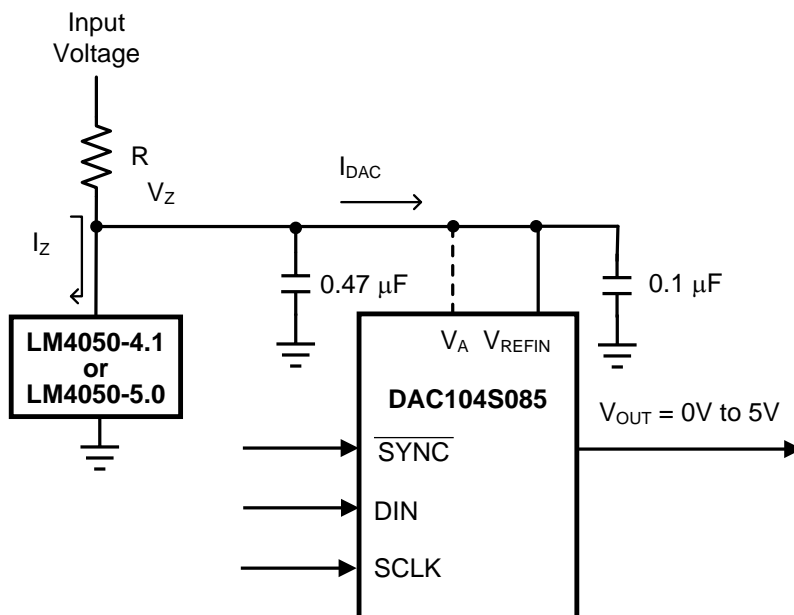 Input
Voltage
R
V_Z
I_DAC
I_Z
0.47 μF
0.1 μF
LM4050-4.1
or
LM4050-5.0
V_A V_REFIN
DAC104S085
V_OUT = 0V to 5V
SYNC
DIN
SCLK